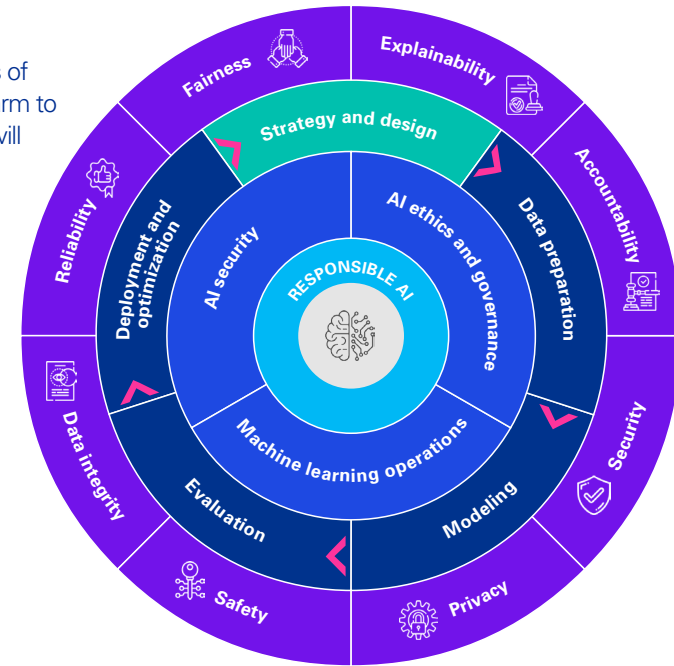 s of
rm to
will
Fairness
Explainability
Accountability
Security
Privacy
Safety
Data integrity
Reliability
Strategy and design
Data preparation
Modeling
Evaluation
Deployment and
optimization
AI security
AI ethics and governance
Machine learning operations
RESPONSIBLE AI